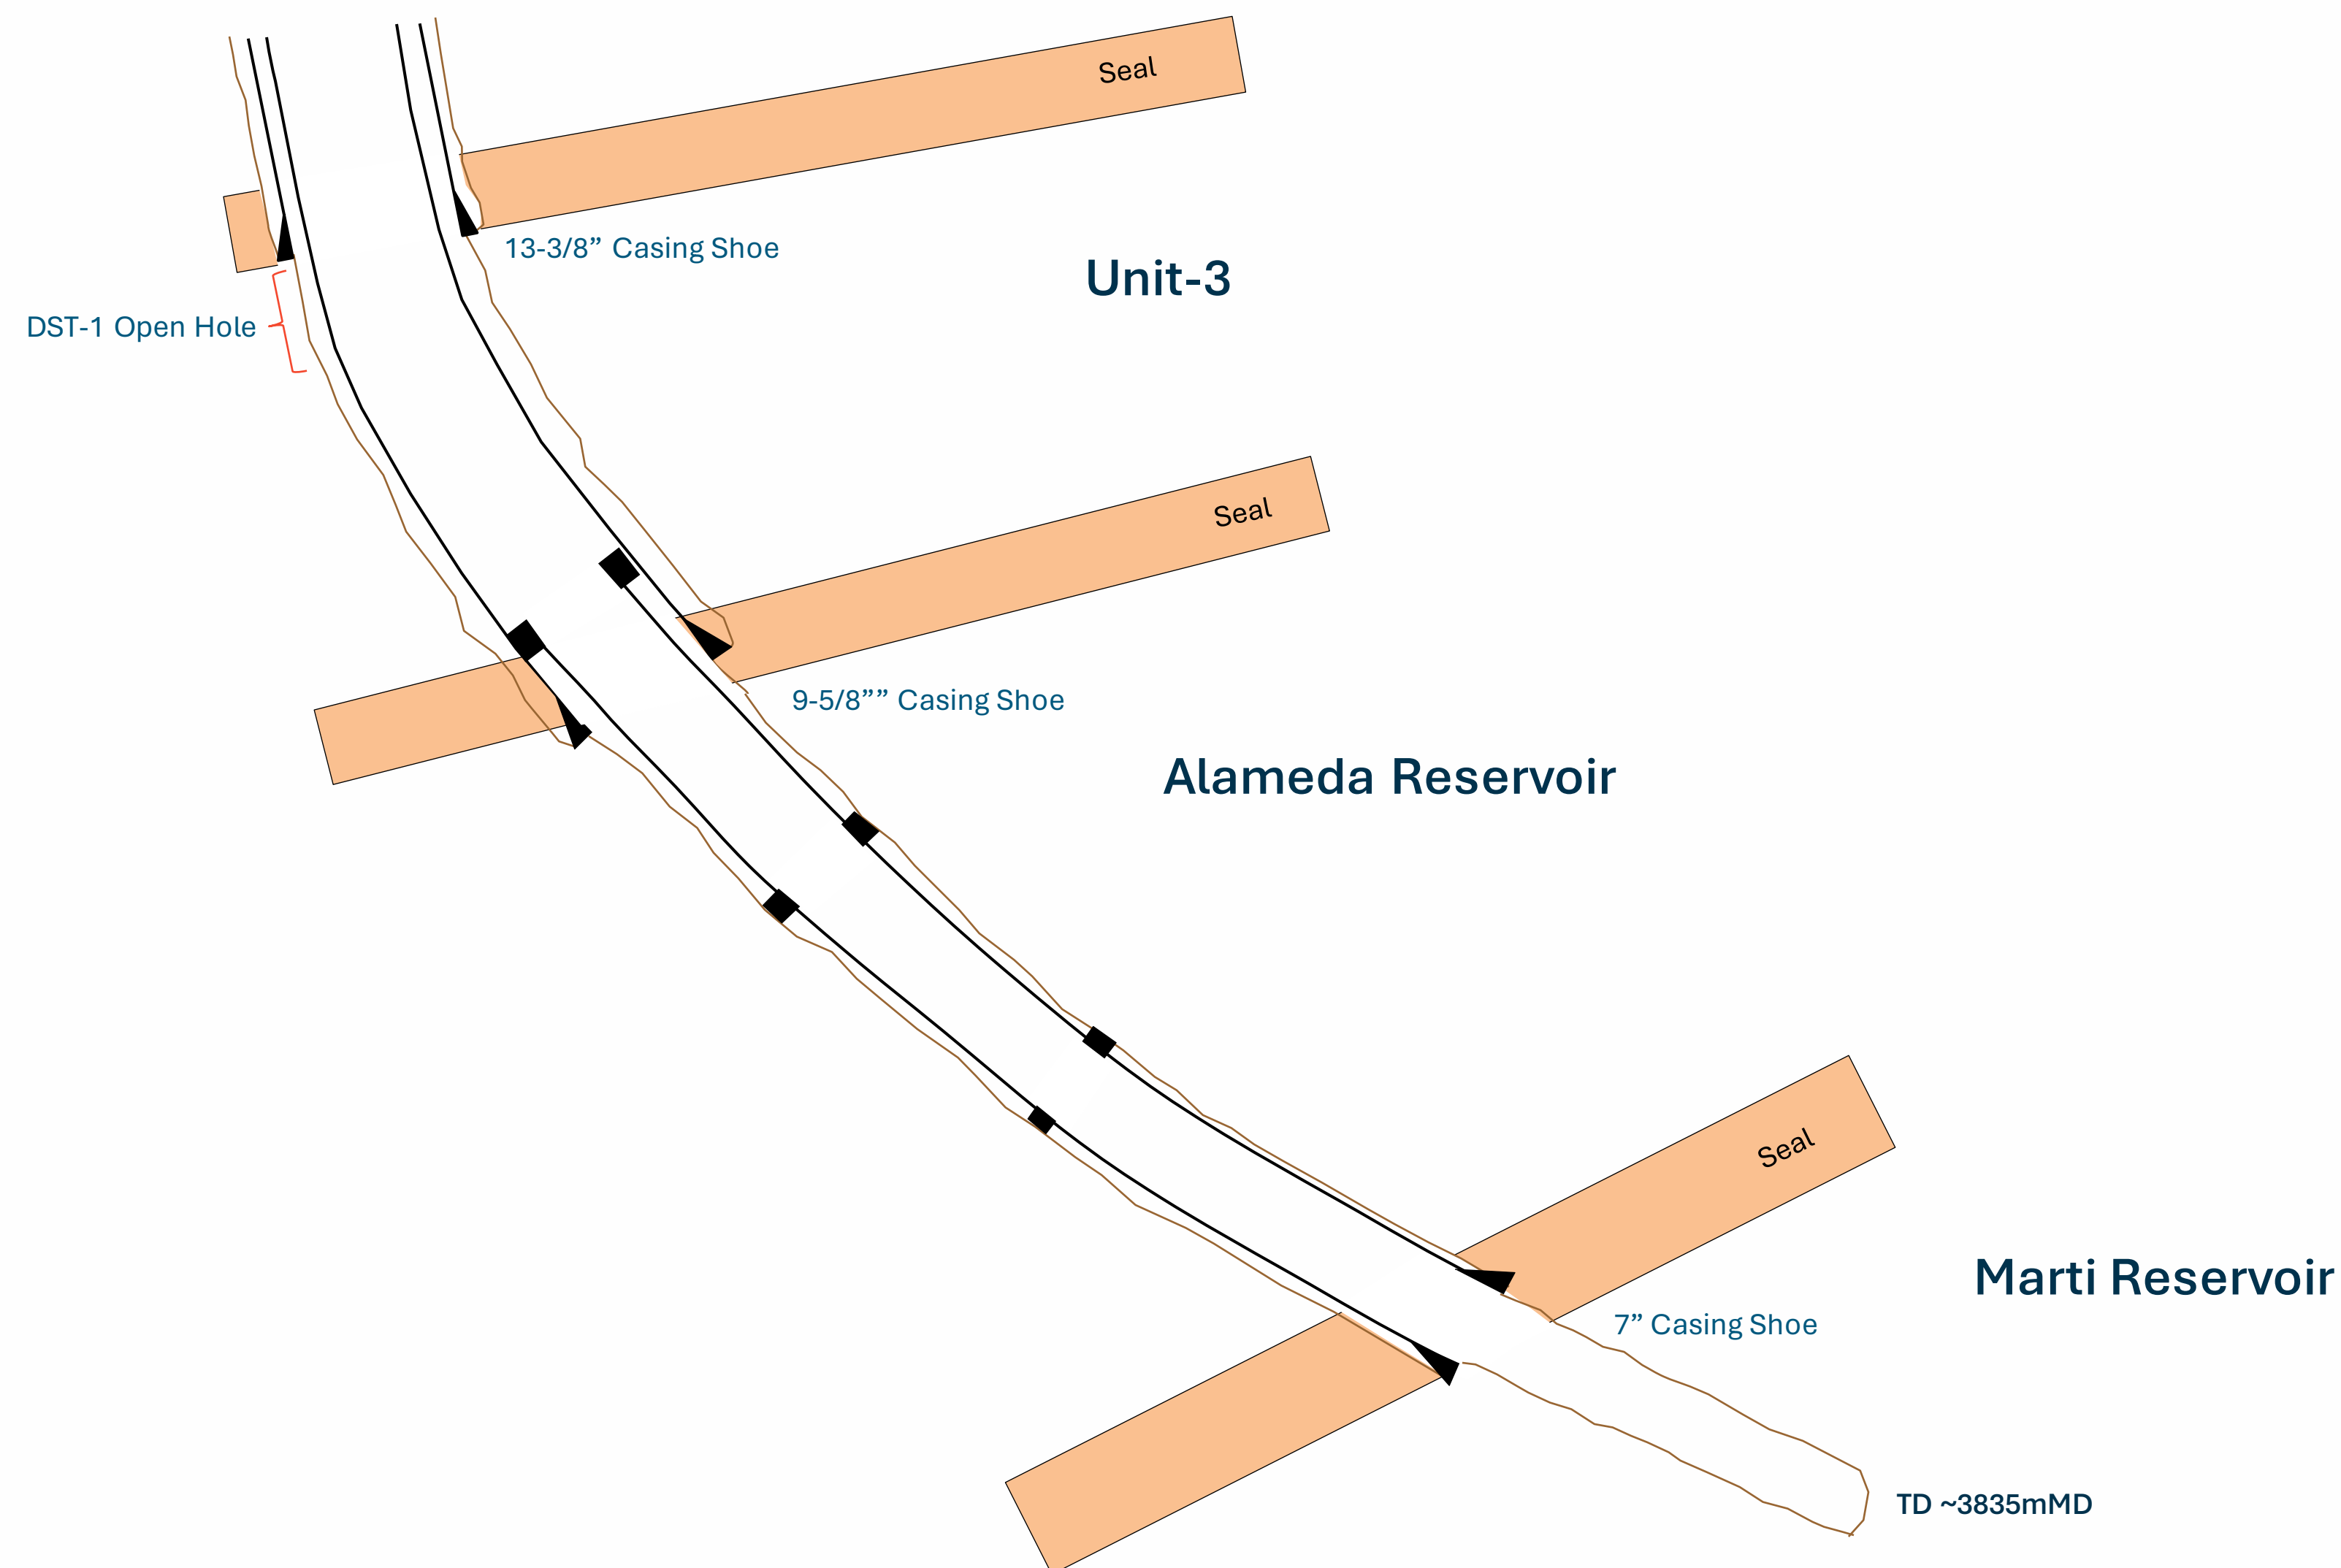 Seal
13-3/8” Casing Shoe
Unit-3
DST-1 Open Hole
Seal
9-5/8”” Casing Shoe
Alameda Reservoir
Seal
Marti Reservoir
7” Casing Shoe
TD ~3835mMD